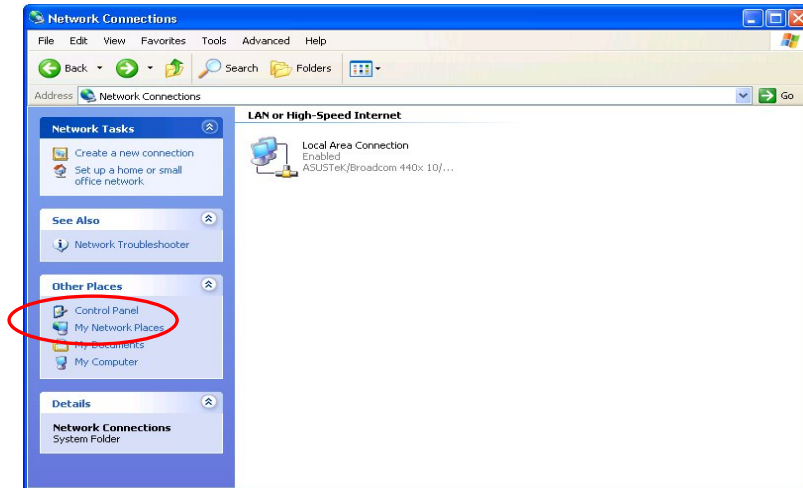 Network Connections
File Edit View Favorites Tools Advanced Help
Back Search Folders
Address Network Connections Go
Network Tasks
Create a new connection
Set up a home or small
office network
See Also
Network Troubleshooter
Other Places
Control Panel
My Network Places
My Documents
My Computer
Details
Network Connections
System Folder
LAN or High-Speed Internet
Local Area Connection
Enabled
ASUSTeK/Broadcom 440x 10/...